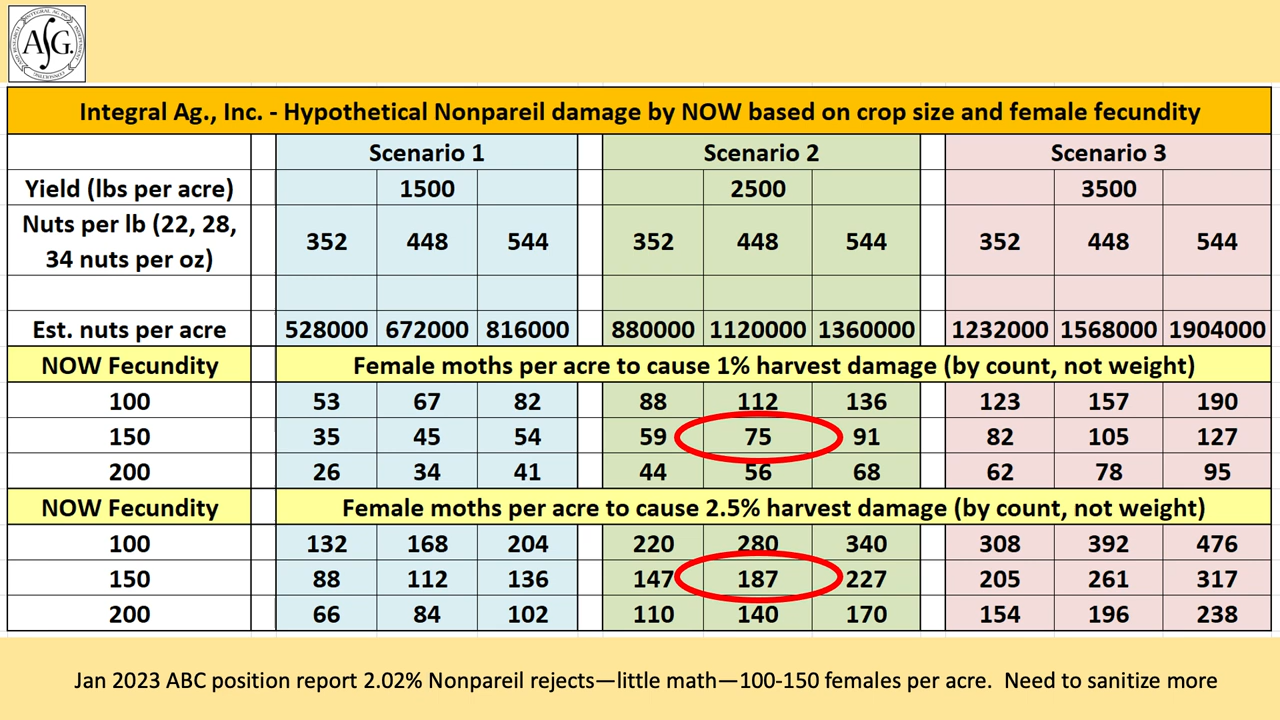 INTEGRAL AG INC.
ASG.
Integral Ag., Inc. - Hypothetical Nonpareil damage by NOW based on crop size and female fecundity
Scenario 1 Scenario 2 Scenario 3
Yield (lbs per acre) 1500 2500 3500
Nuts per lb (22, 28,
34 nuts per oz) 352 448 544 352 448 544 352 448 544
Est. nuts per acre 528000 672000 816000 880000 1120000 1360000 1232000 1568000 1904000
NOW Fecundity Female moths per acre to cause 1% harvest damage (by count, not weight)
100 53 67 82 88 112 136 123 157 190
150 35 45 54 59 75 91 82 105 127
200 26 34 41 44 56 68 62 78 95
NOW Fecundity Female moths per acre to cause 2.5% harvest damage (by count, not weight)
100 132 168 204 220 280 340 308 392 476
150 88 112 136 147 187 227 205 261 317
200 66 84 102 110 140 170 154 196 238
Jan 2023 ABC position report 2.02% Nonpareil rejects—little math—100-150 females per acre. Need to sanitize more